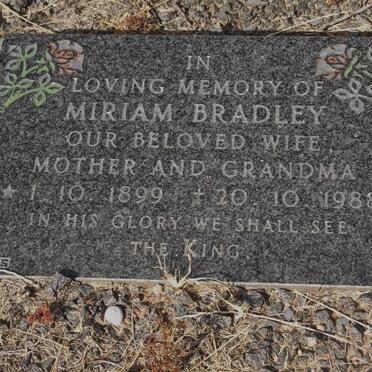 IN
LOVING MEMORY OF
MIRIAM BRADLEY
OUR BELOVED WIFE,
MOTHER AND GRANDMA
* 1. 10. 1899 + 20. 10. 1988
IN HIS GLORY WE SHALL SEE
THE KING.